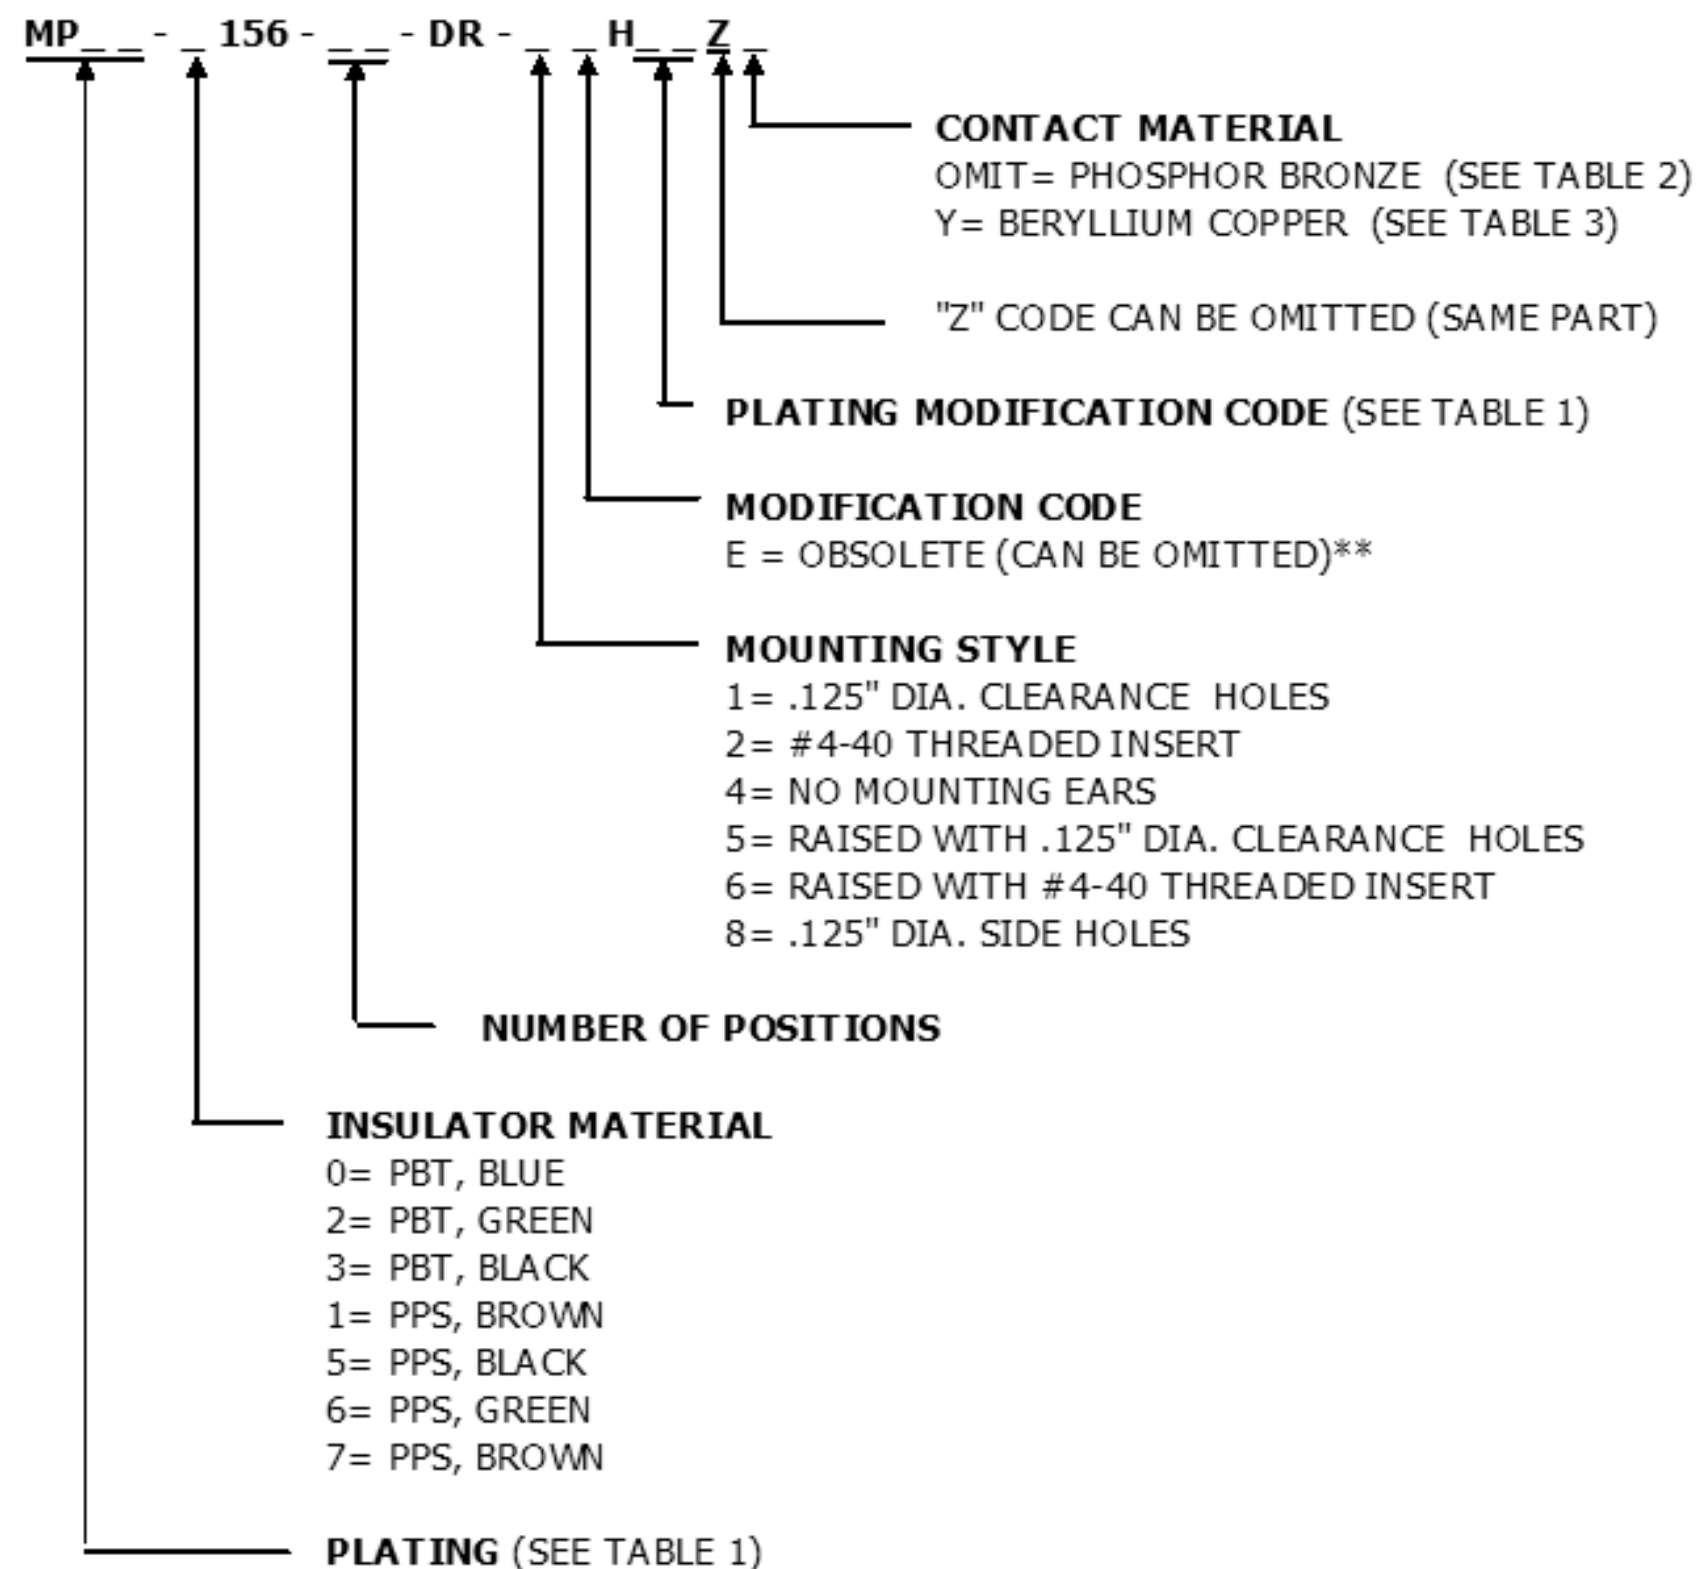 MP_ _ - _ 156 - _ _ - DR - _ _ H_ _ Z _
CONTACT MATERIAL
OMIT= PHOSPHOR BRONZE (SEE TABLE 2)
Y= BERYLLIUM COPPER (SEE TABLE 3)
"Z" CODE CAN BE OMITTED (SAME PART)
PLATING MODIFICATION CODE (SEE TABLE 1)
MODIFICATION CODE
E = OBSOLETE (CAN BE OMITTED)**
MOUNTING STYLE
1= .125" DIA. CLEARANCE HOLES
2= #4-40 THREADED INSERT
4= NO MOUNTING EARS
5= RAISED WITH .125" DIA. CLEARANCE HOLES
6= RAISED WITH #4-40 THREADED INSERT
8= .125" DIA. SIDE HOLES
NUMBER OF POSITIONS
INSULATOR MATERIAL
0= PBT, BLUE
2= PBT, GREEN
3= PBT, BLACK
1= PPS, BROWN
5= PPS, BLACK
6= PPS, GREEN
7= PPS, BROWN
PLATING (SEE TABLE 1)